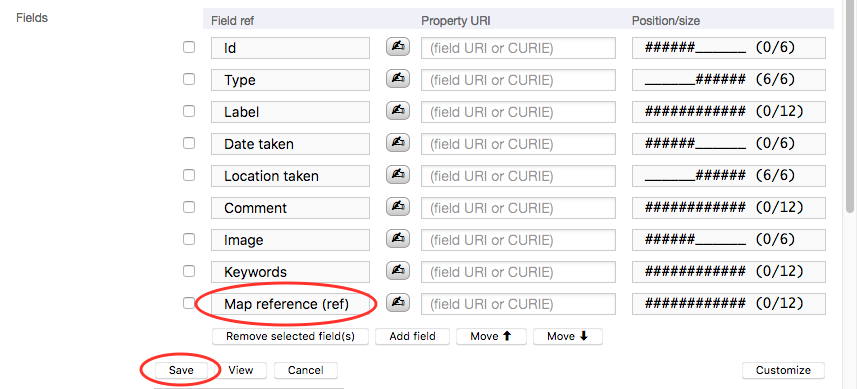 Fields Field ref Property URI Position/size
Id (field URI or CURIE) ######______ (0/6)
Type (field URI or CURIE) ______###### (6/6)
Label (field URI or CURIE) ############ (0/12)
Date taken (field URI or CURIE) ######______ (0/6)
Location taken (field URI or CURIE) ______###### (6/6)
Comment (field URI or CURIE) ############ (0/12)
Image (field URI or CURIE) ######______ (0/6)
Keywords (field URI or CURIE) ############ (0/12)
Map reference (ref) (field URI or CURIE) ############ (0/12)
Remove selected field(s) Add field Move ⬆ Move ⬇
Save View Cancel Customize